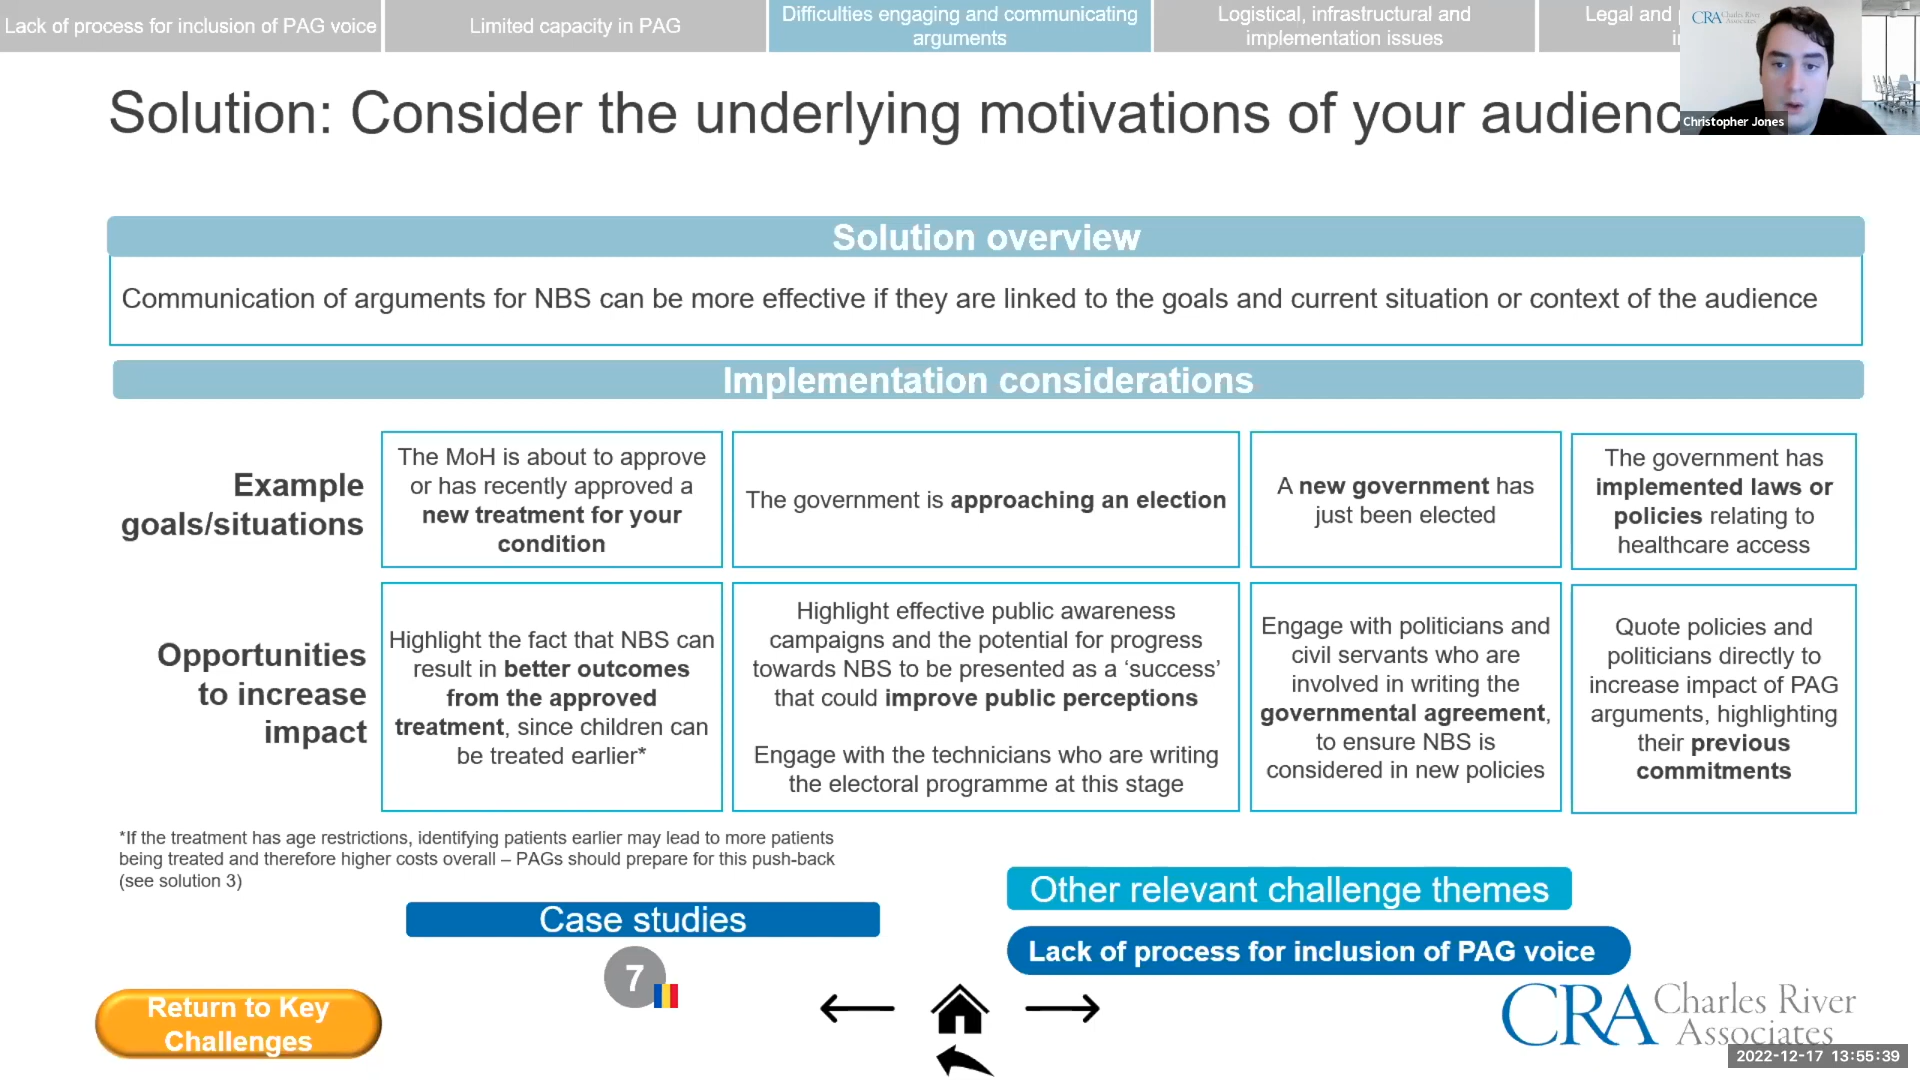 Lack of process for inclusion of PAG voice
Limited capacity in PAG
Difficulties engaging and communicating
arguments
Logistical, infrastructural and
implementation issues
Legal and
CRA Charles River
Associates
Christopher Jones
Solution: Consider the underlying motivations of your audienc
Solution overview
Communication of arguments for NBS can be more effective if they are linked to the goals and current situation or context of the audience
Implementation considerations
Example
goals/situations
The MoH is about to approve
or has recently approved a
new treatment for your
condition
The government is approaching an election
A new government has
just been elected
The government has
implemented laws or
policies relating to
healthcare access
Opportunities
to increase
impact
Highlight the fact that NBS can
result in better outcomes
from the approved
treatment, since children can
be treated earlier*
Highlight effective public awareness
campaigns and the potential for progress
towards NBS to be presented as a ‘success’
that could improve public perceptions
Engage with the technicians who are writing
the electoral programme at this stage
Engage with politicians and
civil servants who are
involved in writing the
governmental agreement,
to ensure NBS is
considered in new policies
Quote policies and
politicians directly to
increase impact of PAG
arguments, highlighting
their previous
commitments
*If the treatment has age restrictions, identifying patients earlier may lead to more patients
being treated and therefore higher costs overall – PAGs should prepare for this push-back
(see solution 3)
Case studies
7
Other relevant challenge themes
Lack of process for inclusion of PAG voice
Return to Key
Challenges
CRA Charles River
Associates
2022-12-17 13:55:39